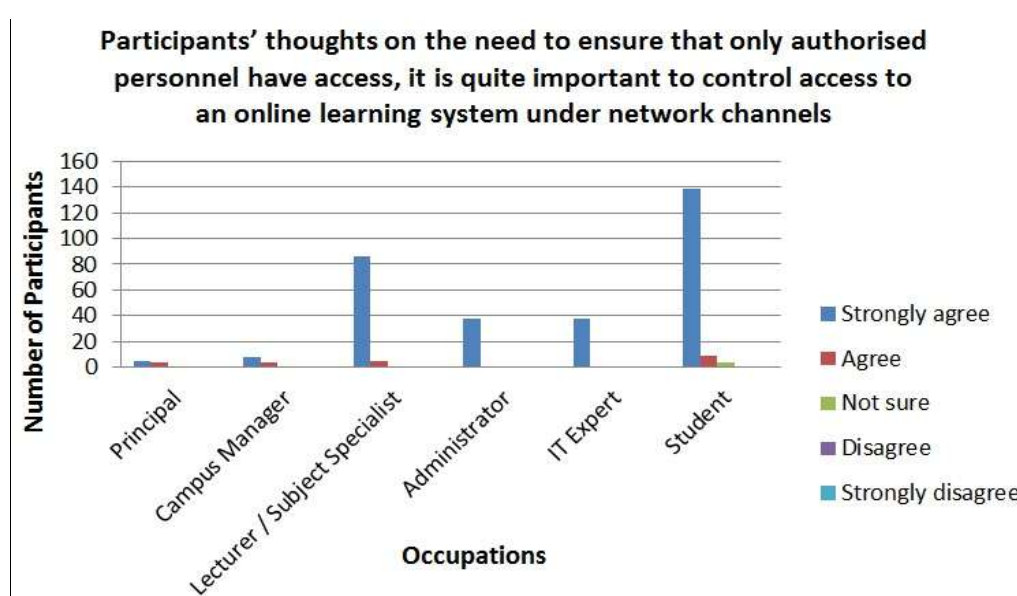 Participants’ thoughts on the need to ensure that only authorised
personnel have access, it is quite important to control access to
an online learning system under network channels
Number of Participants
160
140
120
100
80
60
40
20
0
Principal
Campus Manager
Lecturer / Subject Specialist
Administrator
IT Expert
Student
Occupations
Strongly agree
Agree
Not sure
Disagree
Strongly disagree